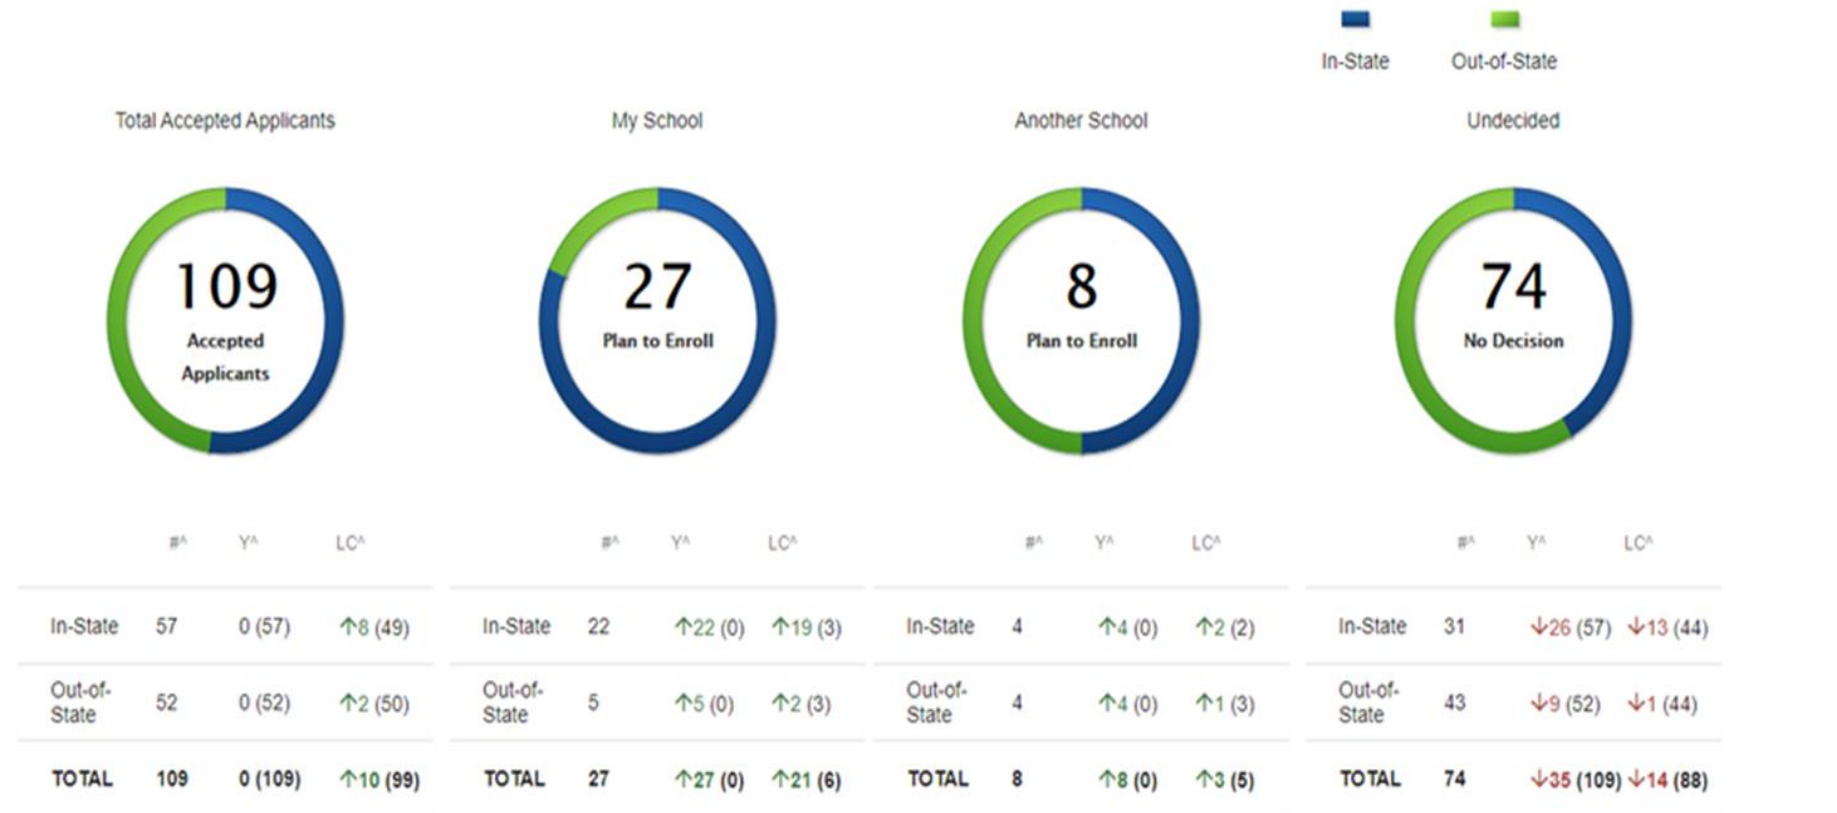 In-State Out-of-State
Total Accepted Applicants My School Another School Undecided
109 27 8 74
Accepted Plan to Enroll Plan to Enroll No Decision
Applicants
#^ Y^ LC^ #^ Y^ LC^ #^ Y^ LC^ #^ Y^ LC^
In-State 57 0 (57) ↑8 (49) In-State 22 ↑22 (0) ↑19 (3) In-State 4 ↑4 (0) ↑2 (2) In-State 31 ↓26 (57) ↓13 (44)
Out-of- Out-of- Out-of- Out-of-
State 52 0 (52) ↑2 (50) State 5 ↑5 (0) ↑2 (3) State 4 ↑4 (0) ↑1 (3) State 43 ↓9 (52) ↓1 (44)
TOTAL 109 0 (109) ↑10 (99) TOTAL 27 ↑27 (0) ↑21 (6) TOTAL 8 ↑8 (0) ↑3 (5) TOTAL 74 ↓35 (109) ↓14 (88)